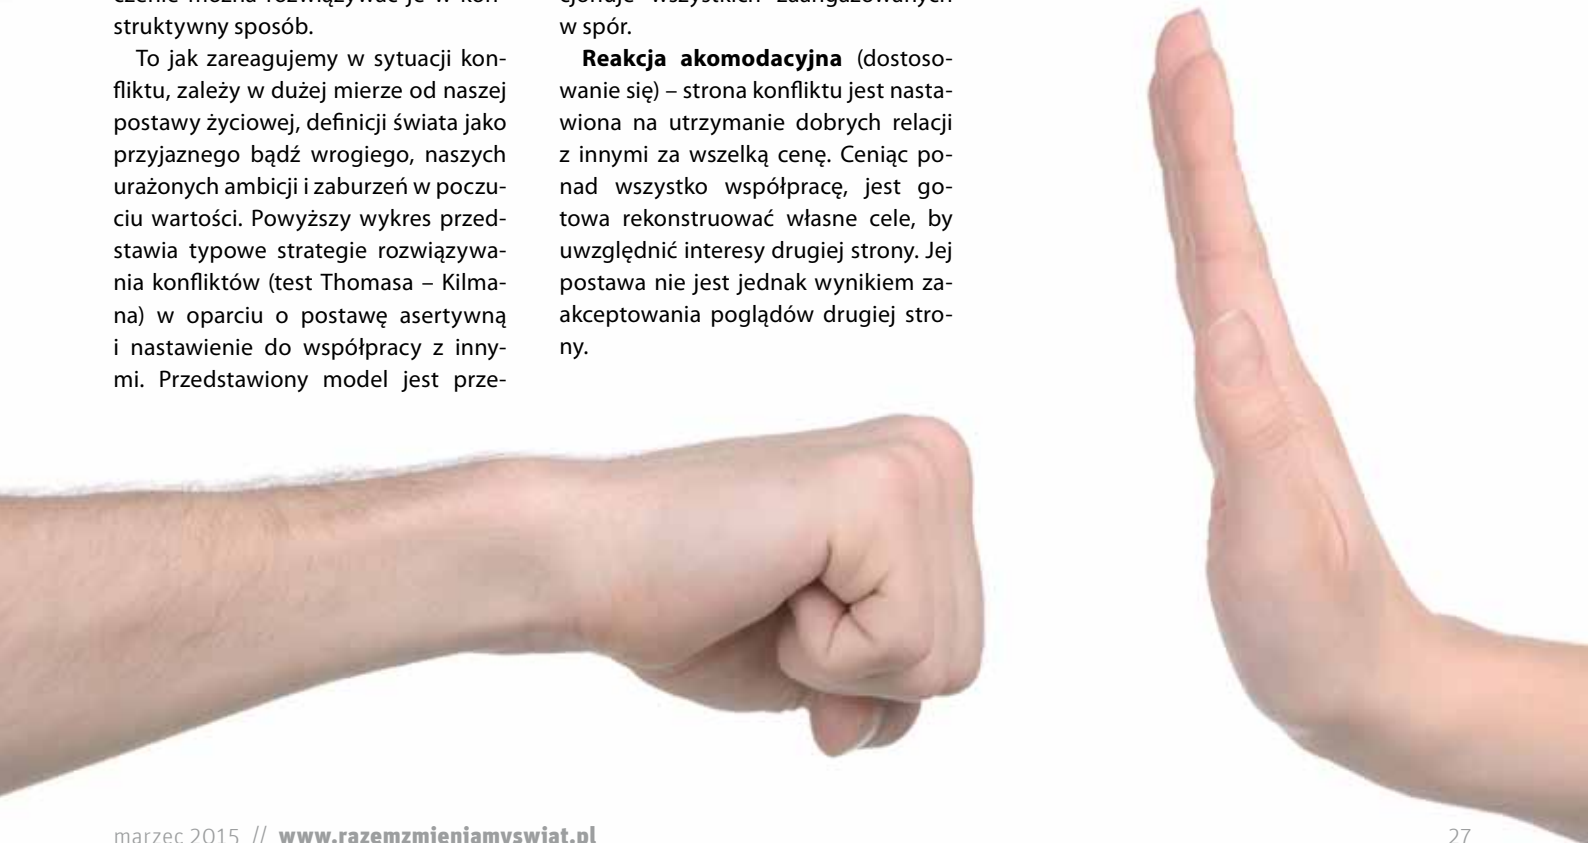 struktywny sposób.
To jak zareagujemy w sytuacji kon-
fliktu, zależy w dużej mierze od naszej
postawy życiowej, definicji świata jako
przyjaznego bądź wrogiego, naszych
urażonych ambicji i zaburzeń w poczu-
ciu wartości. Powyższy wykres przed-
stawia typowe strategie rozwiązywa-
nia konfliktów (test Thomasa – Kilma-
na) w oparciu o postawę asertywną
i nastawienie do współpracy z inny-
mi. Przedstawiony model jest prze-
w spór.
Reakcja akomodacyjna (dostoso-
wanie się) – strona konfliktu jest nasta-
wiona na utrzymanie dobrych relacji
z innymi za wszelką cenę. Ceniąc po-
nad wszystko współpracę, jest go-
towa rekonstruować własne cele, by
uwzględnić interesy drugiej strony. Jej
postawa nie jest jednak wynikiem za-
akceptowania poglądów drugiej stro-
ny.
marzec 2015 // www.razemzmieniamyswiat.pl
27